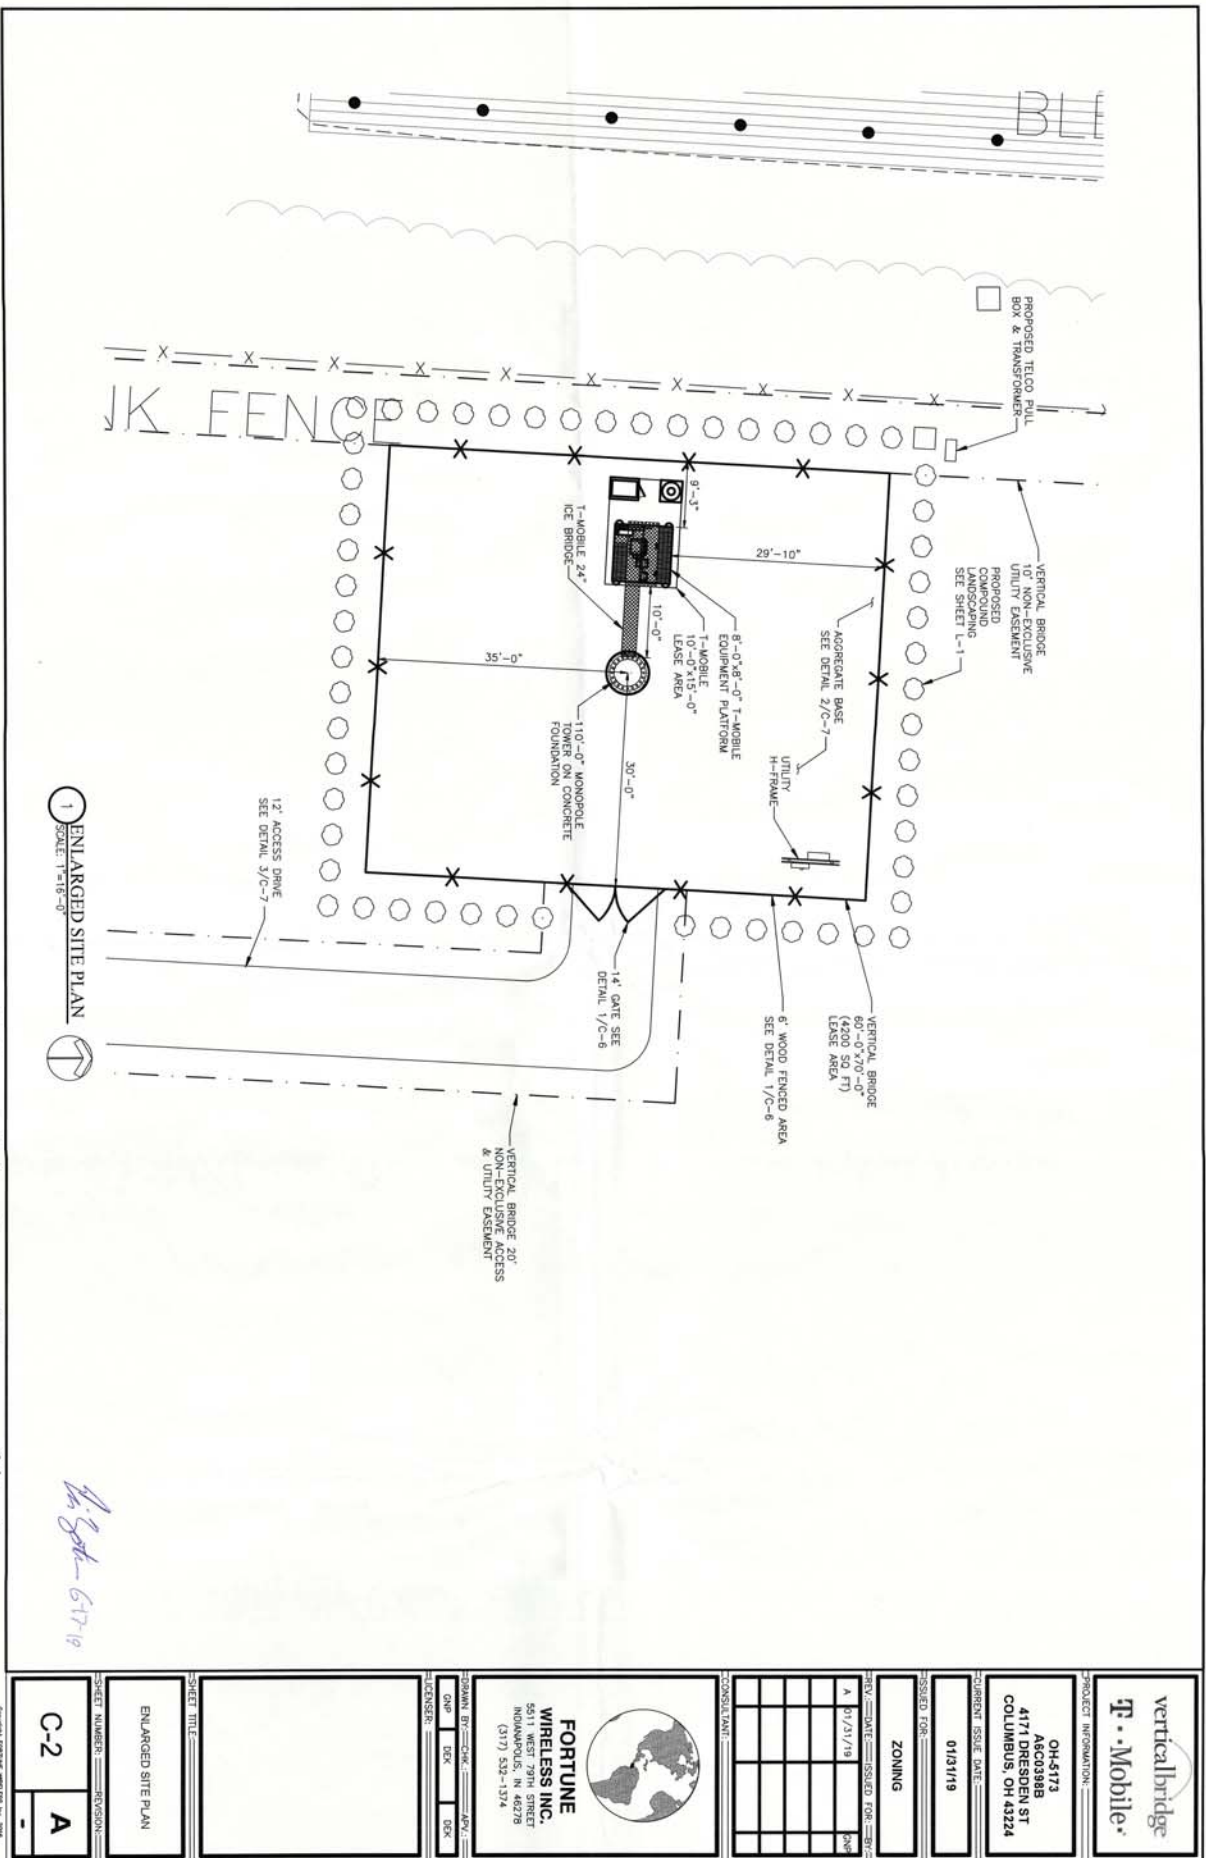 BLE
PROPOSED TELCO PULL
BOX & TRANSFORMER
VERTICAL BRIDGE
10' NON-EXCLUSIVE
UTILITY EASEMENT
PROPOSED
COMPOUND
LANDSCAPING
SEE SHEET L-1
NK FENCE
9'-3"
29'-10"
AGGREGATE BASE
SEE DETAIL 2/C-7
8'-0"x8'-0" T-MOBILE
EQUIPMENT PLATFORM
T-MOBILE
10'-0"x15'-0"
LEASE AREA
T-MOBILE 24"
ICE BRIDGE
10'-0"
35'-0"
30'-0"
UTILITY
H-FRAME
110'-0" MONOPOLE
TOWER ON CONCRETE
FOUNDATION
VERTICAL BRIDGE
60'-0"x70'-0"
(4200 SQ FT)
LEASE AREA
6' WOOD FENCED AREA
SEE DETAIL 1/C-6
14' GATE SEE
DETAIL 1/C-6
12' ACCESS DRIVE
SEE DETAIL 3/C-7
VERTICAL BRIDGE 20'
NON-EXCLUSIVE ACCESS
& UTILITY EASEMENT
1 ENLARGED SITE PLAN
SCALE: 1"=16'-0"
6-17-19
verticalbridge
T··Mobile·
PROJECT INFORMATION:
OH-5173
A6C0398B
4171 DRESDEN ST
COLUMBUS, OH 43224
CURRENT ISSUE DATE:
01/31/19
ISSUED FOR:
ZONING
REV.: DATE: ISSUED FOR: BY:
A 01/31/19 GNP
CONSULTANT:
FORTUNE
WIRELESS INC.
5511 WEST 79TH STREET
INDIANAPOLIS, IN 46278
(317) 532-1374
DRAWN BY: CHK.: APV.:
GNP DEK DEK
LICENSER:
SHEET TITLE:
ENLARGED SITE PLAN
SHEET NUMBER: REVISION:
C-2 A
-